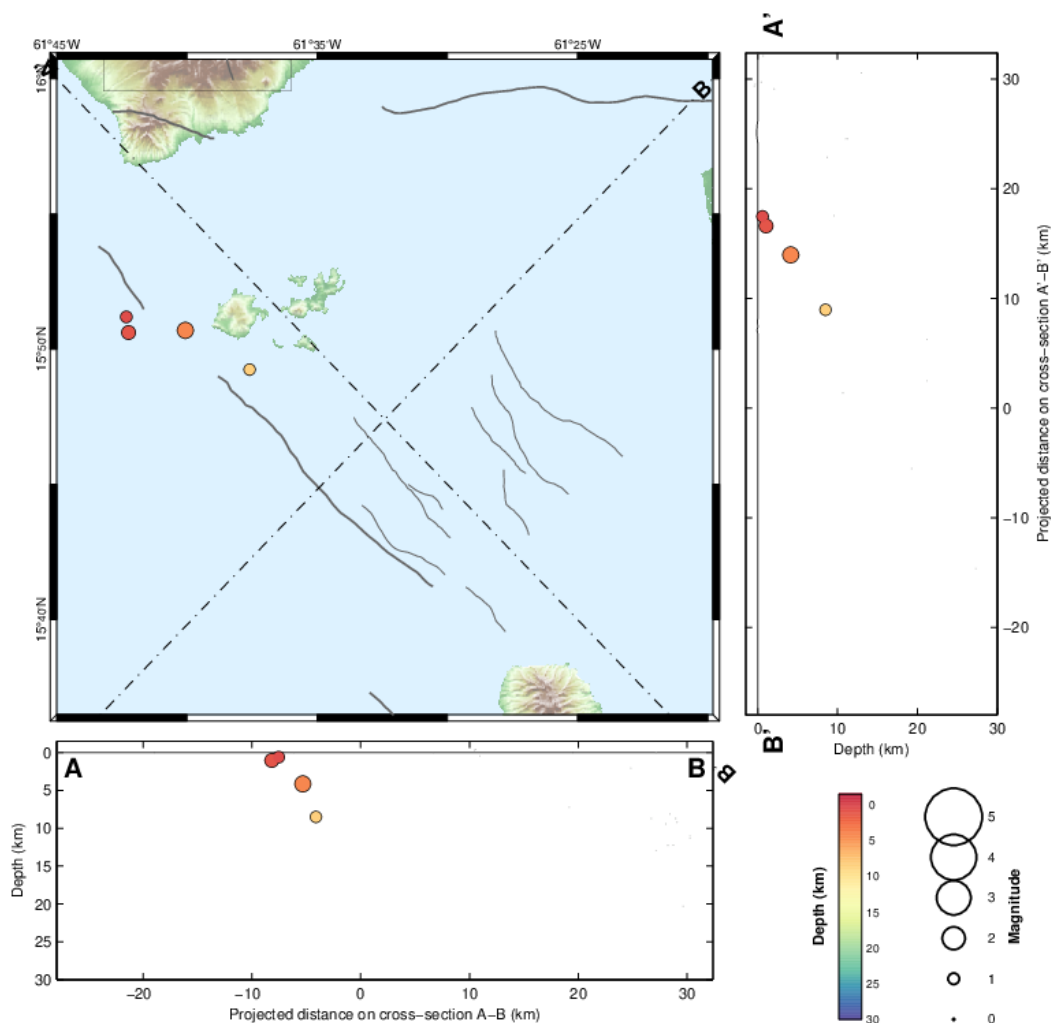 61°45'W
61°35'W
61°25'W
A'
B
15°50'N
15°40'N
30
20
10
0
−10
−20
Projected distance on cross−section A'−B' (km)
0
10
20
30
Depth (km)
B'
A
B
B
0
5
10
15
20
25
30
Depth (km)
−20
−10
0
10
20
30
Projected distance on cross−section A−B (km)
0
5
10
15
20
25
30
Depth (km)
5
4
3
2
1
0
Magnitude